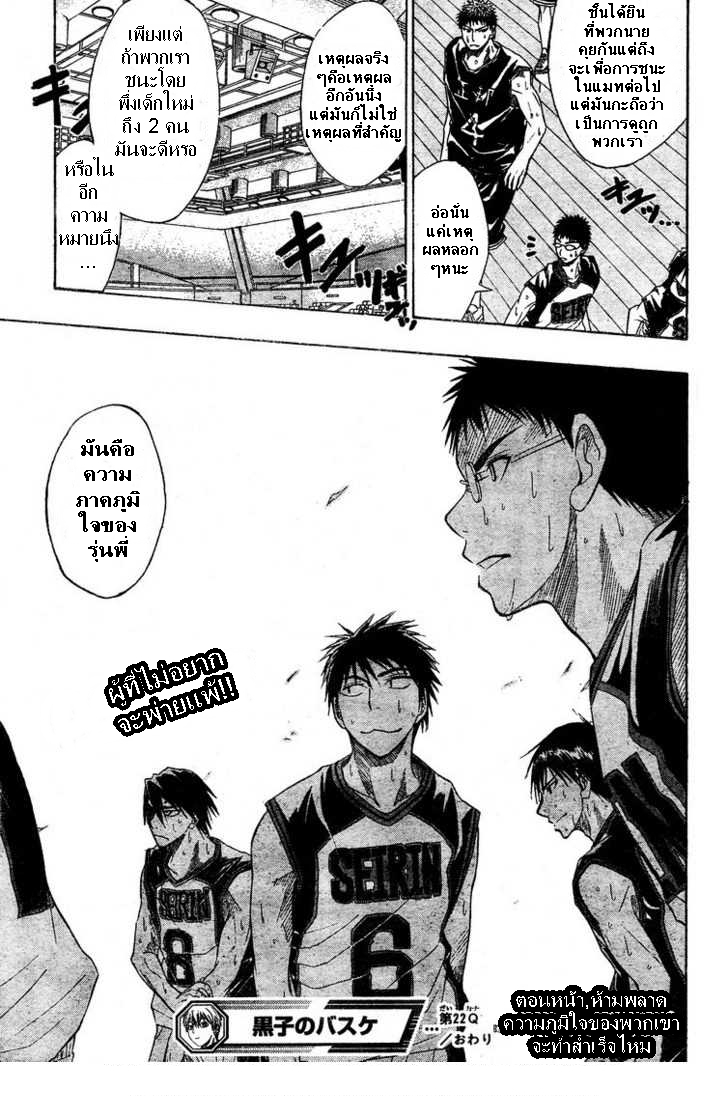 ชั้นได้ยิน
ที่พวกนาย
คุยกันแต่ถึง
จะเพื่อการชนะ
ในแมทต่อไป
แต่มันกะถือว่า
เป็นการดูถูก
พวกเรา
อ่อนั่น
แค่เหตุ
ผลหลอก
ๆหนะ
เหตุผลจริง
ๆคือเหตุผล
อีกอันนึง
แต่มันก็ไม่ใช่
เหตุผลที่สำคัญ
เพียงแต่
ถ้าพวกเรา
ชนะโดย
พึ่งเด็กใหม่
ถึง 2 คน
มันจะดีหรอ
หรือใน
อีก
ความ
หมายนึง
...
4
SEIRIN
มันคือ
ความ
ภาคภูมิ
ใจของ
รุ่นพี่
ผู้ที่ไม่อยาก
จะพ่ายแพ้!!
SEIRIN
8
SEIRIN
6
黒子のバスケ
第22Q
/おわり
ตอนหน้า,ห้ามพลาด
ความภูมิใจของพวกเขา
จะทำสำเร็จไหม